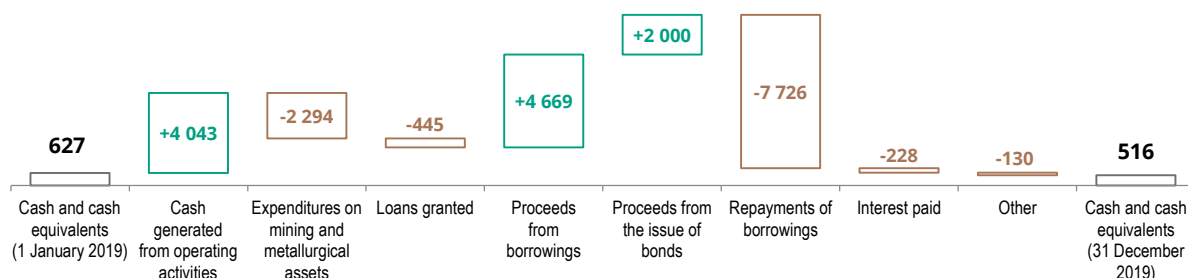 627
+4 043
-2 294
-445
+4 669
+2 000
-7 726
-228
-130
516
Cash and cash
equivalents
(1 January 2019)
Cash
generated
from operating
activities
Expenditures on
mining and
metallurgical
assets
Loans granted
Proceeds
from
borrowings
Proceeds from
the issue of
bonds
Repayments of
borrowings
Interest paid
Other
Cash and cash
equivalents
(31 December
2019)